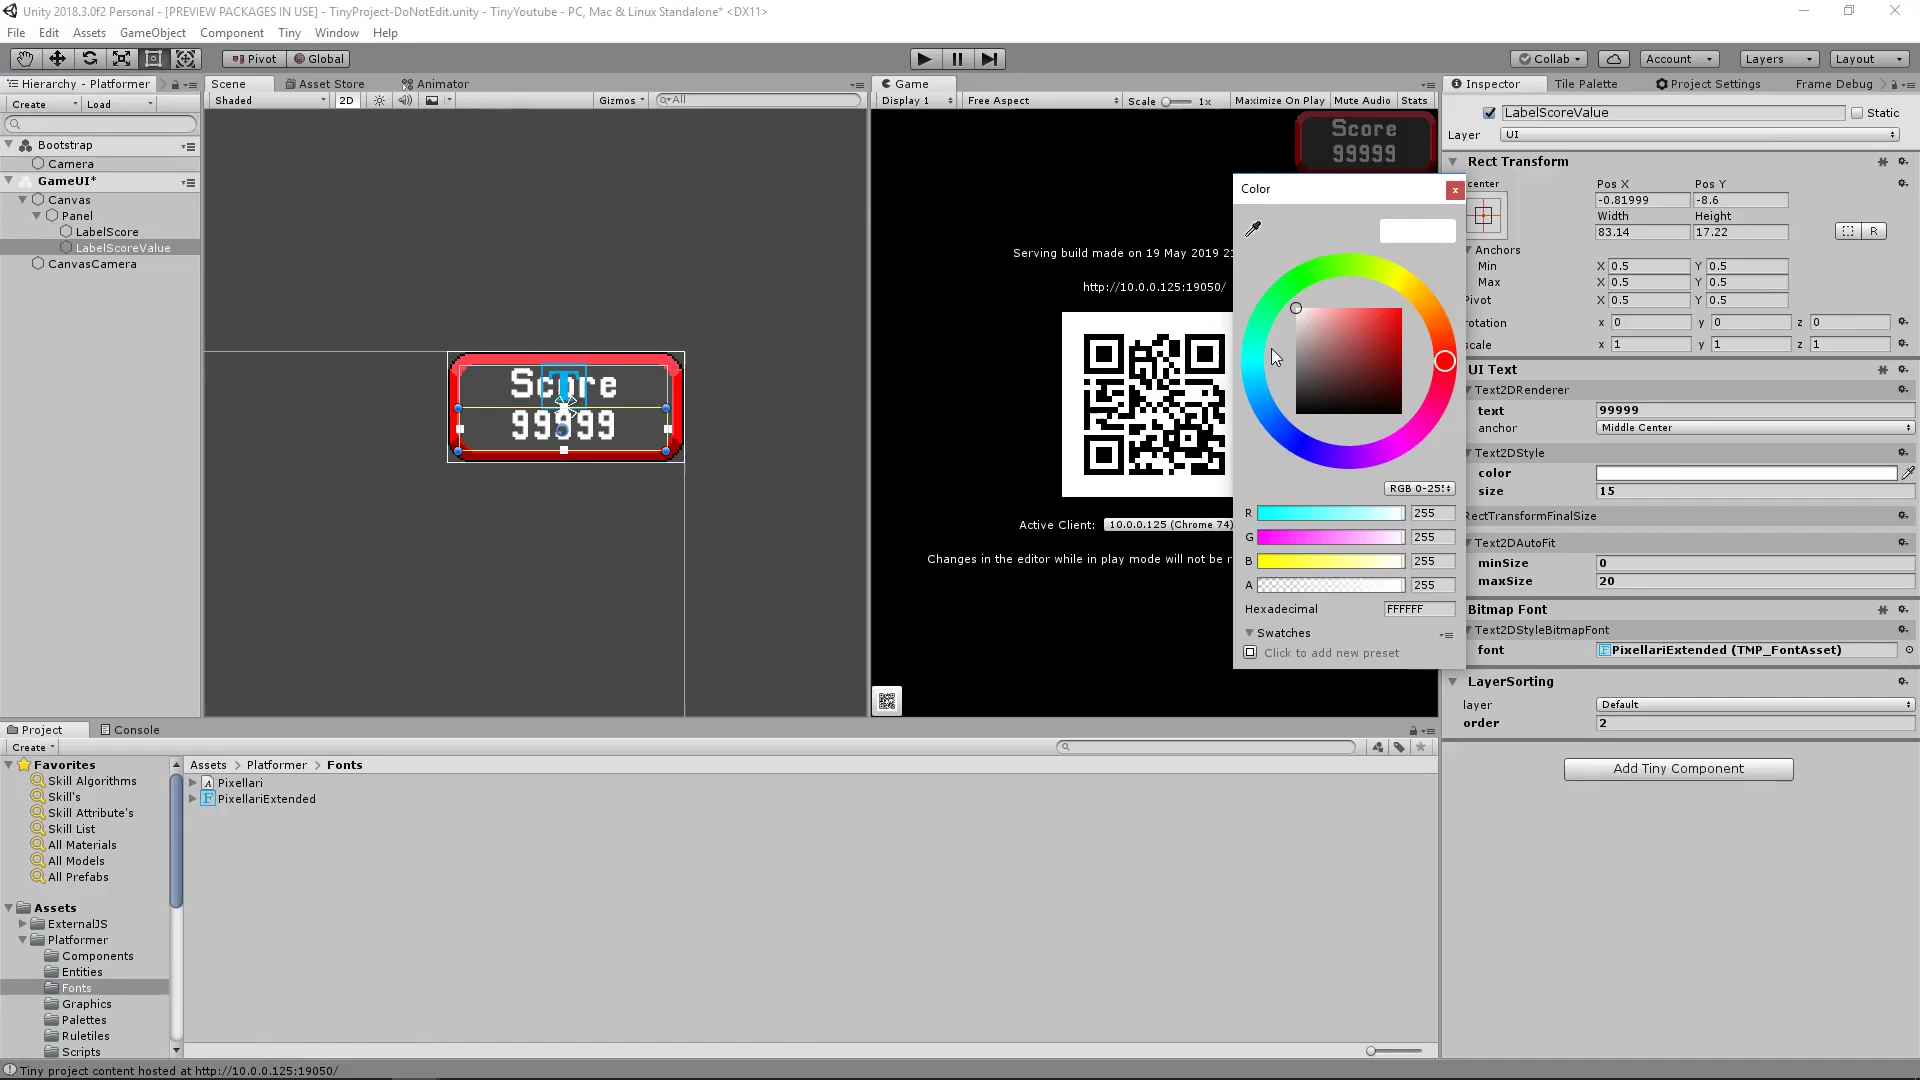 Unity 2018.3.0f2 Personal - [PREVIEW PACKAGES IN USE] - TinyProject-DoNotEdit.unity - TinyYoutube - PC, Mac & Linux Standalone* <DX11>
File Edit Assets GameObject Component Tiny Window Help
Pivot Global Collab Account Layers Layout
Hierarchy - Platformer
Create Load
Bootstrap
Camera
GameUI*
Canvas
Panel
LabelScore
LabelScoreValue
CanvasCamera
Scene Asset Store Animator
Shaded 2D Gizmos All
Score
99999
Game
Display 1 Free Aspect Scale 1x Maximize On Play Mute Audio Stats
Score
99999
Serving build made on 19 May 2019 2
http://10.0.0.125:19050/
Active Client: 10.0.0.125 (Chrome 74)
Changes in the editor while in play mode will not be r
Color
RGB 0-25
R 255
G 255
B 255
A 255
Hexadecimal FFFFFF
Swatches
Click to add new preset
Inspector Tile Palette Project Settings Frame Debug
LabelScoreValue Static
Layer UI
Rect Transform
center Pos X Pos Y
-0.81999 -8.6
Width Height
83.14 17.22
R
Anchors
Min X 0.5 Y 0.5
Max X 0.5 Y 0.5
Pivot X 0.5 Y 0.5
rotation x 0 y 0 z 0
scale x 1 y 1 z 1
UI Text
Text2DRenderer
text 99999
anchor Middle Center
Text2DStyle
color
size 15
RectTransformFinalSize
Text2DAutoFit
minSize 0
maxSize 20
Bitmap Font
Text2DStyleBitmapFont
font PixellariExtended (TMP_FontAsset)
LayerSorting
layer Default
order 2
Add Tiny Component
Project Console
Create
Favorites
Skill Algorithms
Skill's
Skill Attribute's
Skill List
All Materials
All Models
All Prefabs
Assets
ExternalJS
Platformer
Components
Entities
Fonts
Graphics
Palettes
Ruletiles
Scripts
Assets > Platformer > Fonts
Pixellari
PixellariExtended
Tiny project content hosted at http://10.0.0.125:19050/